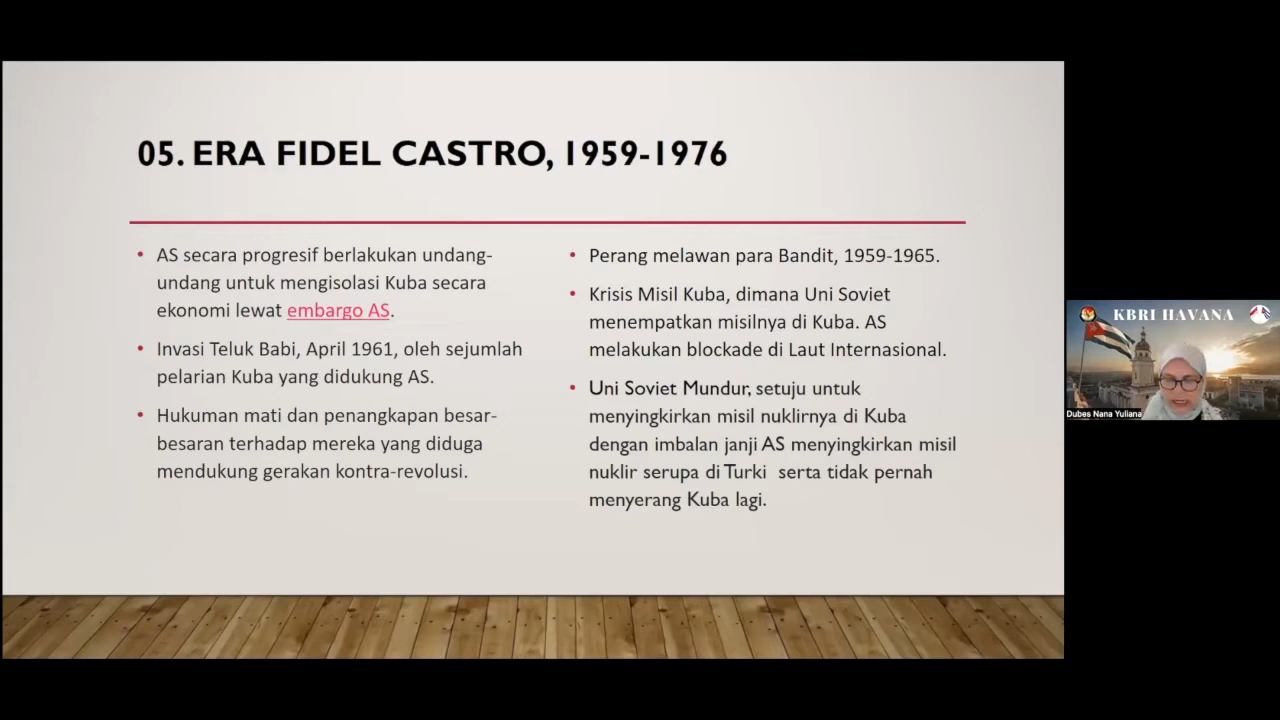 05. ERA FIDEL CASTRO, 1959-1976
• AS secara progresif berlakukan undang-
undang untuk mengisolasi Kuba secara
ekonomi lewat embargo AS.
• Invasi Teluk Babi, April 1961, oleh sejumlah
pelarian Kuba yang didukung AS.
• Hukuman mati dan penangkapan besar-
besaran terhadap mereka yang diduga
mendukung gerakan kontra-revolusi.
• Perang melawan para Bandit, 1959-1965.
• Krisis Misil Kuba, dimana Uni Soviet
menempatkan misilnya di Kuba. AS
melakukan blockade di Laut Internasional.
• Uni Soviet Mundur, setuju untuk
menyingkirkan misil nuklirnya di Kuba
dengan imbalan janji AS menyingkirkan misil
nuklir serupa di Turki serta tidak pernah
menyerang Kuba lagi.
KBRI HAVANA
Dubes Nana Yuliana